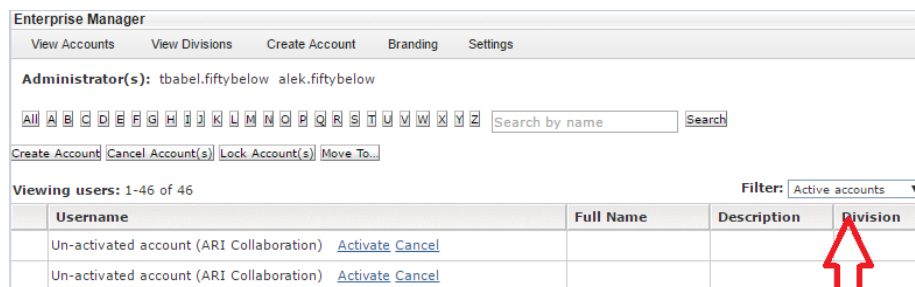 Enterprise Manager
View Accounts View Divisions Create Account Branding Settings
Administrator(s): tbabel.fiftybelow alek.fiftybelow
All A B C D E F G H I J K L M N O P Q R S T U V W X Y Z Search by name Search
Create Account Cancel Account(s) Lock Account(s) Move To...
Viewing users: 1-46 of 46 Filter: Active accounts
Username Full Name Description Division
Un-activated account (ARI Collaboration) Activate Cancel
Un-activated account (ARI Collaboration) Activate Cancel